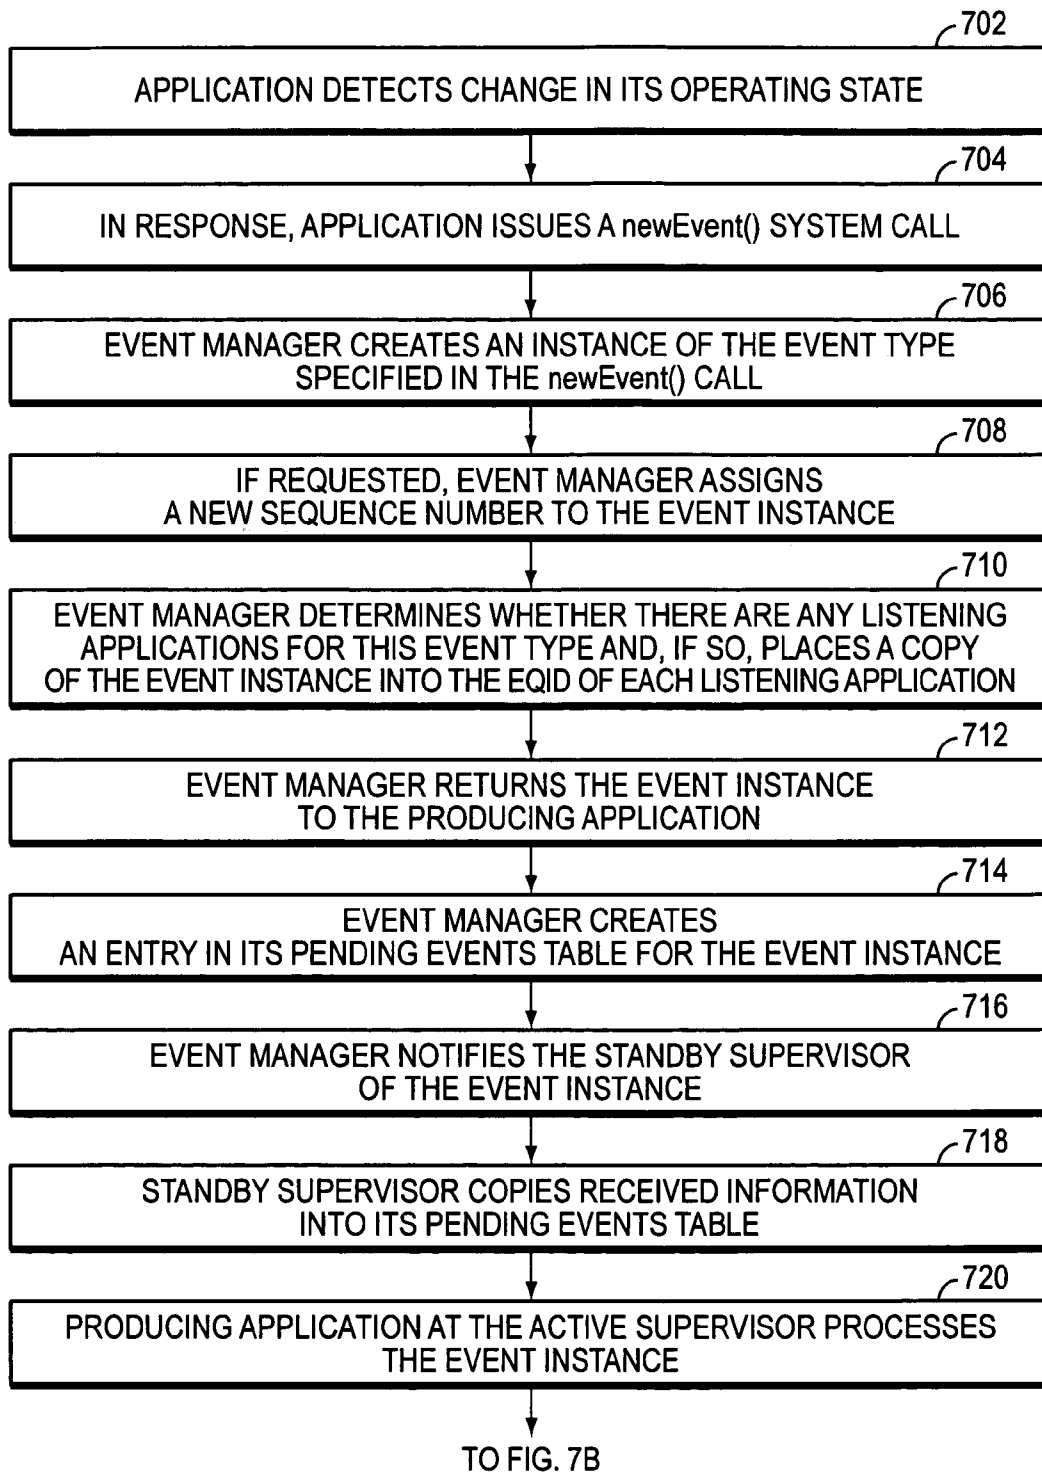 702
APPLICATION DETECTS CHANGE IN ITS OPERATING STATE
704
IN RESPONSE, APPLICATION ISSUES A newEvent() SYSTEM CALL
706
EVENT MANAGER CREATES AN INSTANCE OF THE EVENT TYPE
SPECIFIED IN THE newEvent() CALL
708
IF REQUESTED, EVENT MANAGER ASSIGNS
A NEW SEQUENCE NUMBER TO THE EVENT INSTANCE
710
EVENT MANAGER DETERMINES WHETHER THERE ARE ANY LISTENING
APPLICATIONS FOR THIS EVENT TYPE AND, IF SO, PLACES A COPY
OF THE EVENT INSTANCE INTO THE EQID OF EACH LISTENING APPLICATION
712
EVENT MANAGER RETURNS THE EVENT INSTANCE
TO THE PRODUCING APPLICATION
714
EVENT MANAGER CREATES
AN ENTRY IN ITS PENDING EVENTS TABLE FOR THE EVENT INSTANCE
716
EVENT MANAGER NOTIFIES THE STANDBY SUPERVISOR
OF THE EVENT INSTANCE
718
STANDBY SUPERVISOR COPIES RECEIVED INFORMATION
INTO ITS PENDING EVENTS TABLE
720
PRODUCING APPLICATION AT THE ACTIVE SUPERVISOR PROCESSES
THE EVENT INSTANCE
TO FIG. 7B